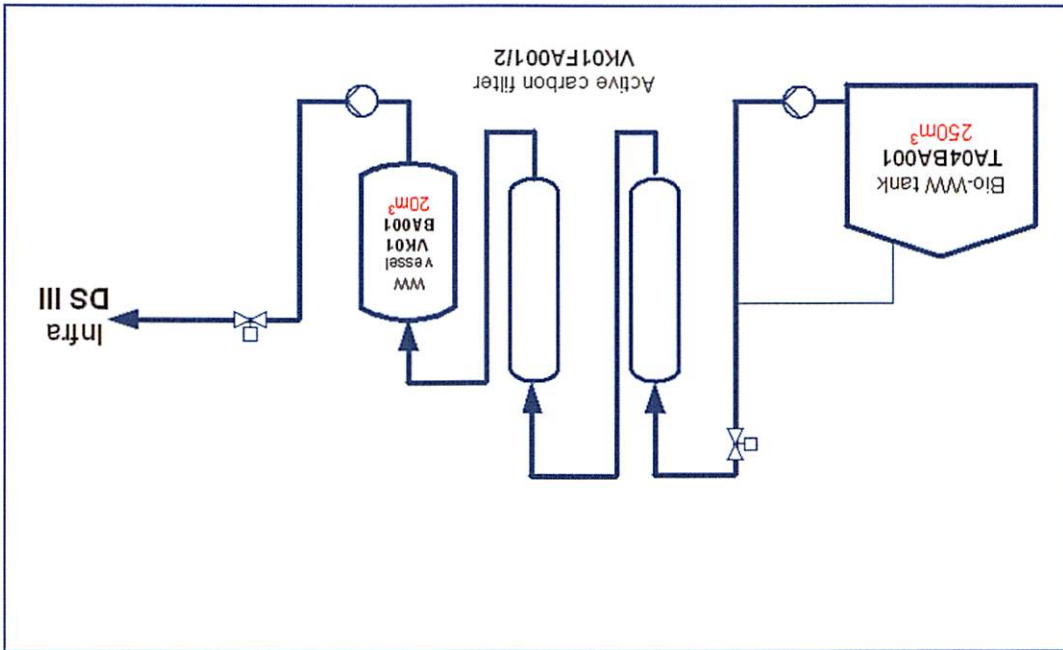 Bio-WW tank
TA04BA001
250m³
Active carbon filter
VK01FA001/2
WW
vessel
VK01
BA001
20m³
Infra
DS III